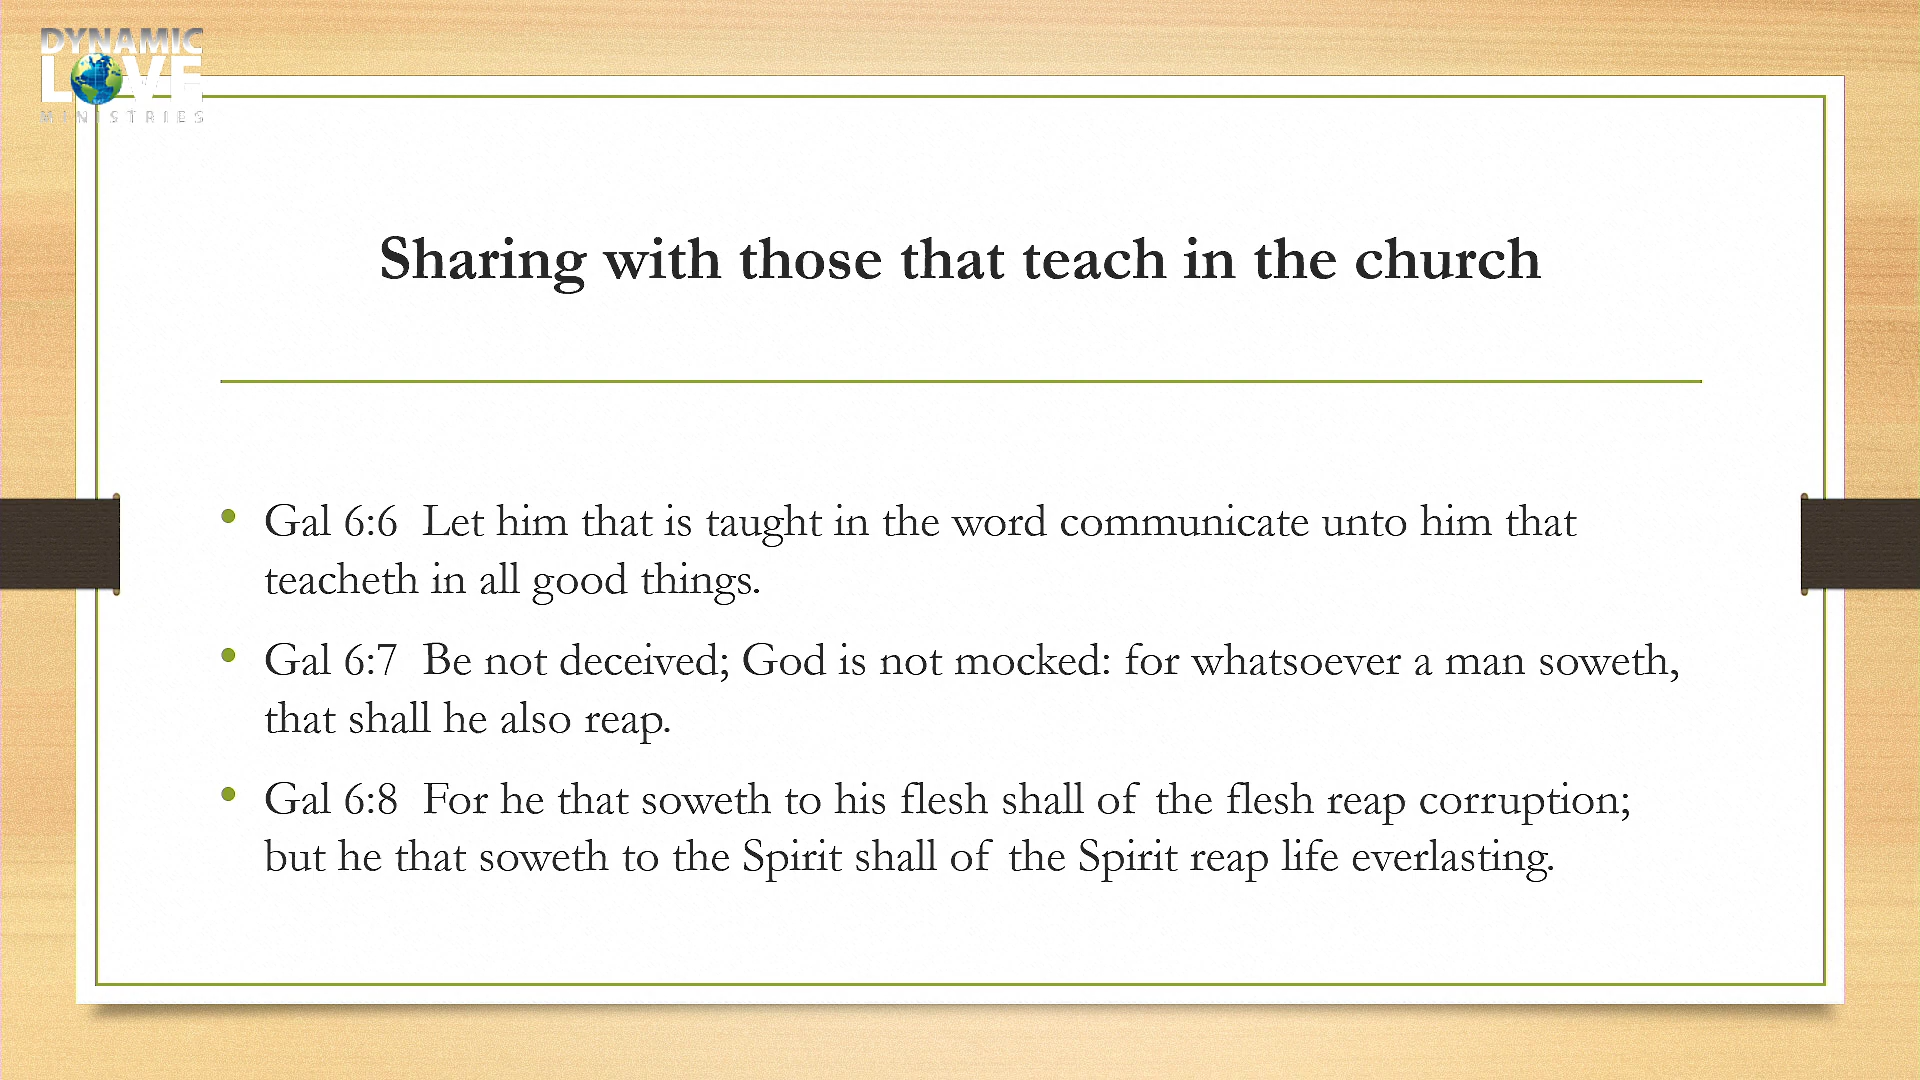 DYNAMIC
LOVE
MINISTRIES
Sharing with those that teach in the church
• Gal 6:6  Let him that is taught in the word communicate unto him that
teacheth in all good things.
• Gal 6:7  Be not deceived; God is not mocked: for whatsoever a man soweth,
that shall he also reap.
• Gal 6:8  For he that soweth to his flesh shall of the flesh reap corruption;
but he that soweth to the Spirit shall of the Spirit reap life everlasting.